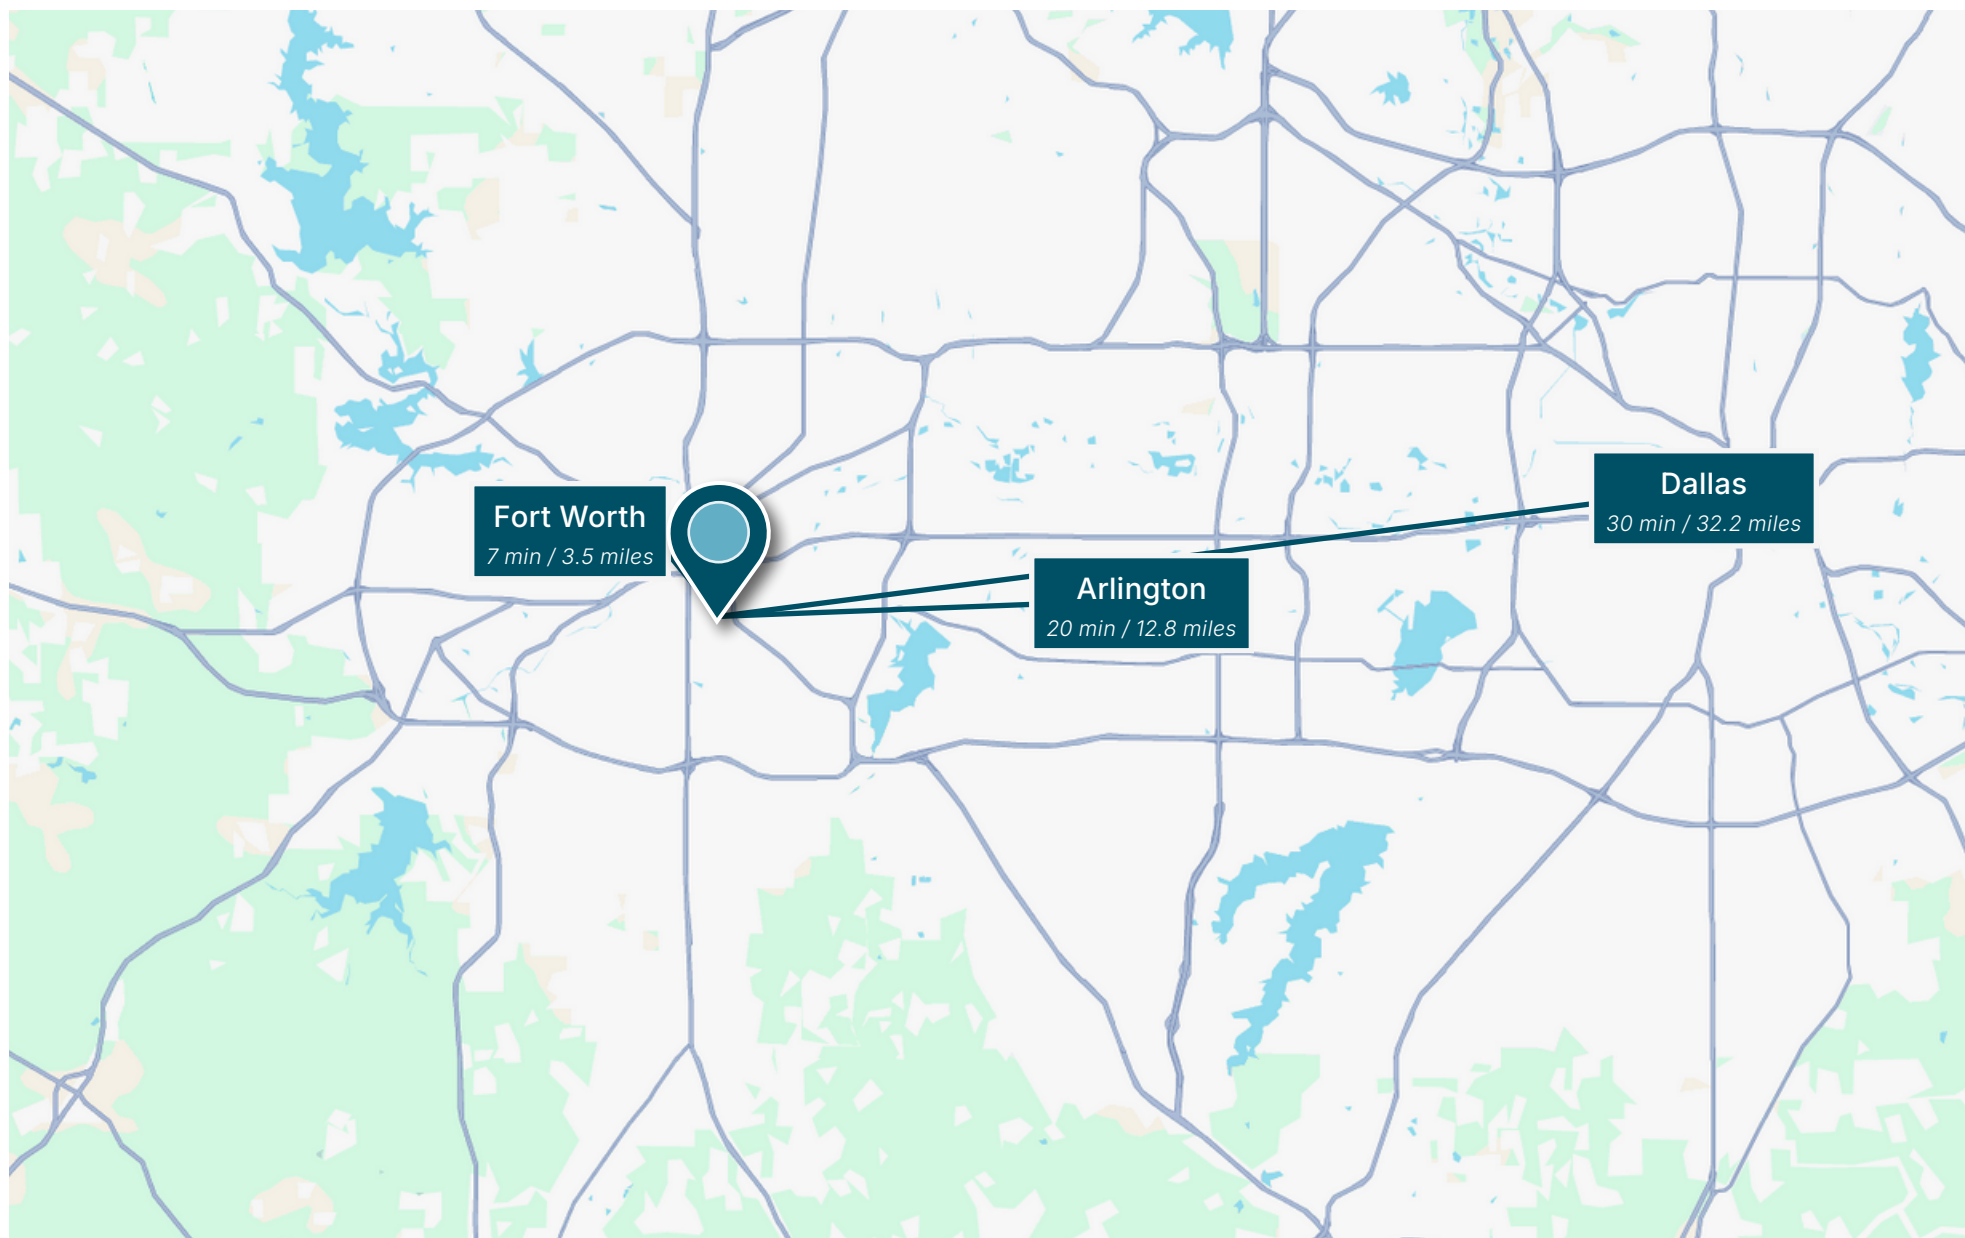 Fort Worth
7 min / 3.5 miles
Arlington
20 min / 12.8 miles
Dallas
30 min / 32.2 miles